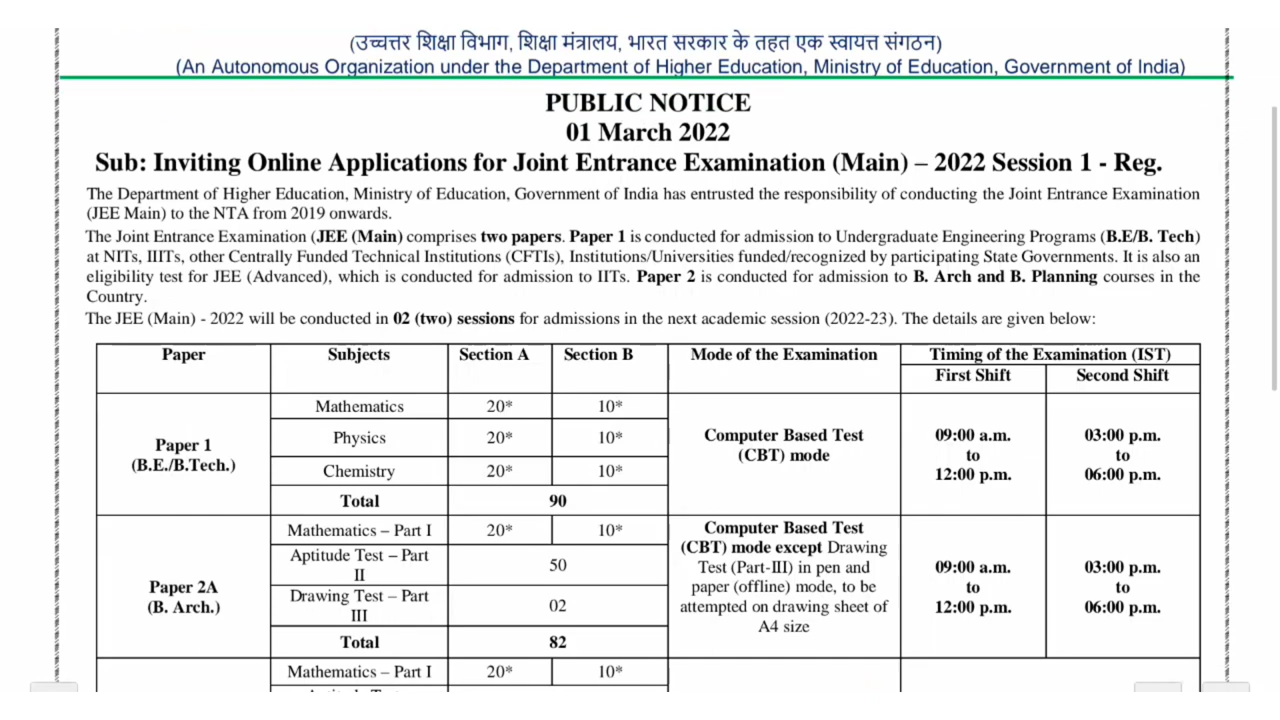 (उच्चत्तर शिक्षा विभाग, शिक्षा मंत्रालय, भारत सरकार के तहत एक स्वायत्त संगठन)
(An Autonomous Organization under the Department of Higher Education, Ministry of Education, Government of India)
PUBLIC NOTICE
01 March 2022
Sub: Inviting Online Applications for Joint Entrance Examination (Main) – 2022 Session 1 - Reg.
The Department of Higher Education, Ministry of Education, Government of India has entrusted the responsibility of conducting the Joint Entrance Examination
(JEE Main) to the NTA from 2019 onwards.
The Joint Entrance Examination (JEE (Main) comprises two papers. Paper 1 is conducted for admission to Undergraduate Engineering Programs (B.E/B. Tech)
at NITs, IIITs, other Centrally Funded Technical Institutions (CFTIs), Institutions/Universities funded/recognized by participating State Governments. It is also an
eligibility test for JEE (Advanced), which is conducted for admission to IITs. Paper 2 is conducted for admission to B. Arch and B. Planning courses in the
Country.
The JEE (Main) - 2022 will be conducted in 02 (two) sessions for admissions in the next academic session (2022-23). The details are given below:
Paper Subjects Section A Section B Mode of the Examination Timing of the Examination (IST)
First Shift Second Shift
Paper 1
(B.E./B.Tech.)
Mathematics 20* 10*
Physics 20* 10*
Chemistry 20* 10*
Total 90
Computer Based Test
(CBT) mode
09:00 a.m.
to
12:00 p.m.
03:00 p.m.
to
06:00 p.m.
Paper 2A
(B. Arch.)
Mathematics – Part I 20* 10*
Aptitude Test – Part
II
50
Drawing Test – Part
III
02
Total 82
Computer Based Test
(CBT) mode except Drawing
Test (Part-III) in pen and
paper (offline) mode, to be
attempted on drawing sheet of
A4 size
09:00 a.m.
to
12:00 p.m.
03:00 p.m.
to
06:00 p.m.
Mathematics – Part I 20* 10*